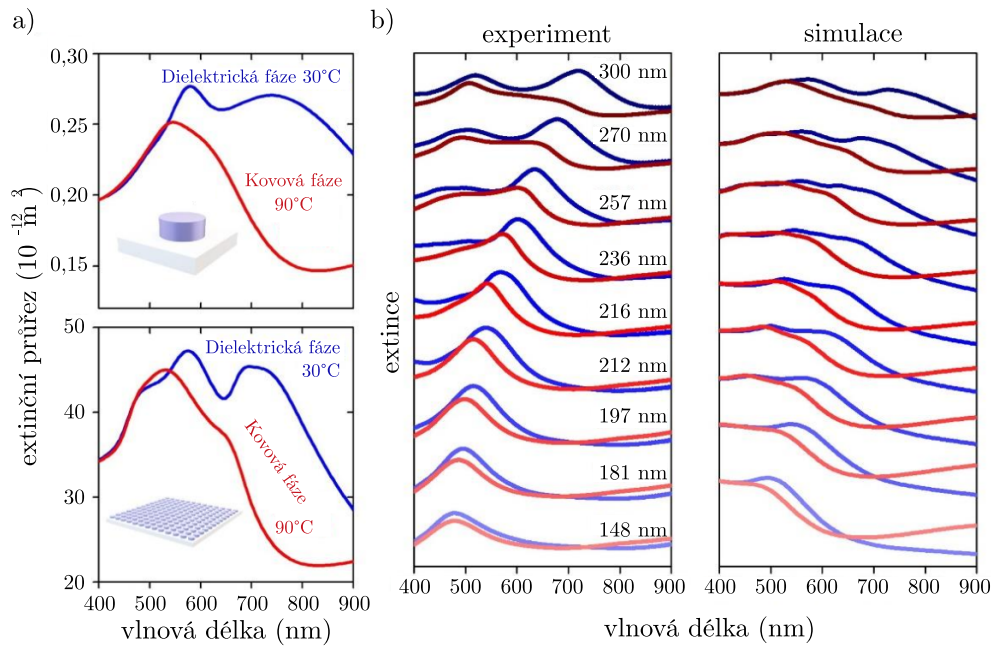 a)
extinční průřez (10⁻¹²m²)
0,30
0,25
0,20
0,15
Dielektrická fáze 30°C
Kovová fáze
90°C
50
40
30
20
Dielektrická fáze
30°C
Kovová fáze
90°C
400 500 600 700 800 900
vlnová délka (nm)
b)
experiment
simulace
extince
300 nm
270 nm
257 nm
236 nm
216 nm
212 nm
197 nm
181 nm
148 nm
400 500 600 700 800 900
400 500 600 700 800 900
vlnová délka (nm)